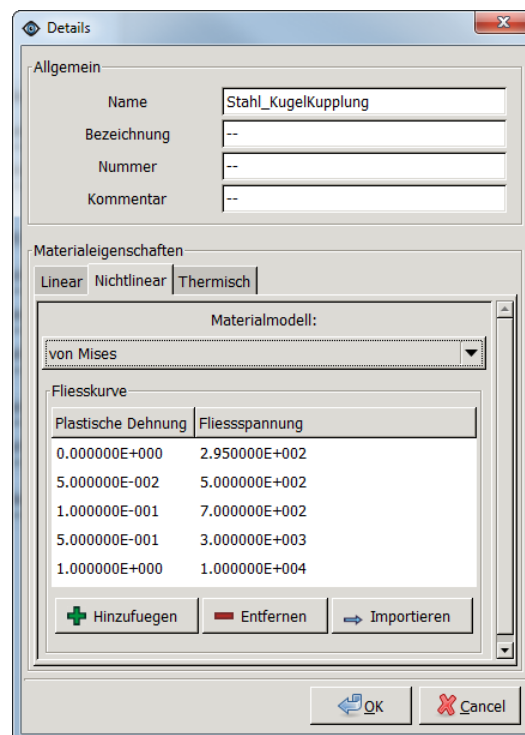 Details
Allgemein
Name Stahl_KugelKupplung
Bezeichnung --
Nummer --
Kommentar --
Materialeigenschaften
Linear Nichtlinear Thermisch
Materialmodell:
von Mises
Fliesskurve
Plastische Dehnung Fliessspannung
0.000000E+000 2.950000E+002
5.000000E-002 5.000000E+002
1.000000E-001 7.000000E+002
5.000000E-001 3.000000E+003
1.000000E+000 1.000000E+004
Hinzufuegen Entfernen Importieren
OK Cancel